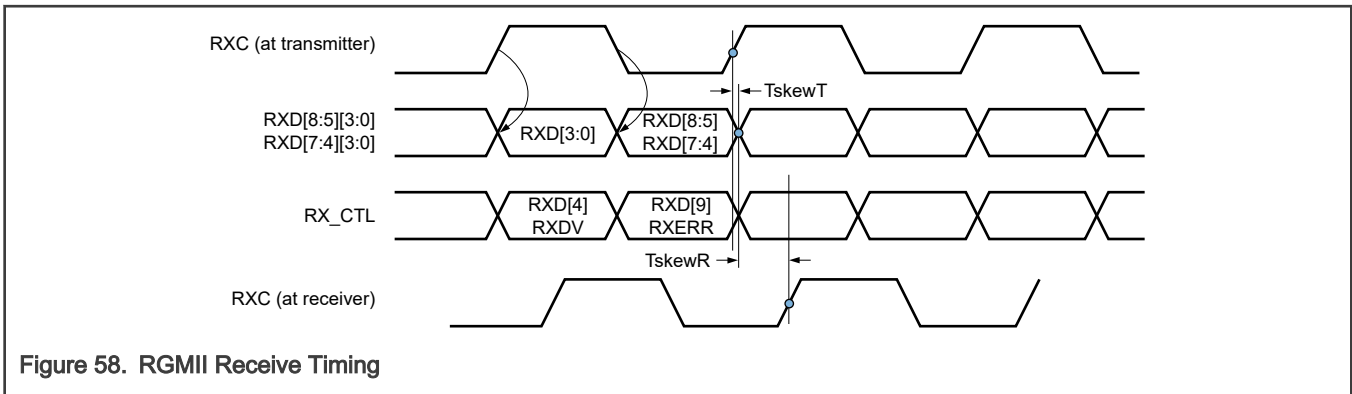 RXC (at transmitter)
TskewT
RXD[8:5][3:0]
RXD[7:4][3:0]
RXD[3:0]
RXD[8:5]
RXD[7:4]
RX_CTL
RXD[4]
RXDV
RXD[9]
RXERR
TskewR
RXC (at receiver)
Figure 58. RGMII Receive Timing